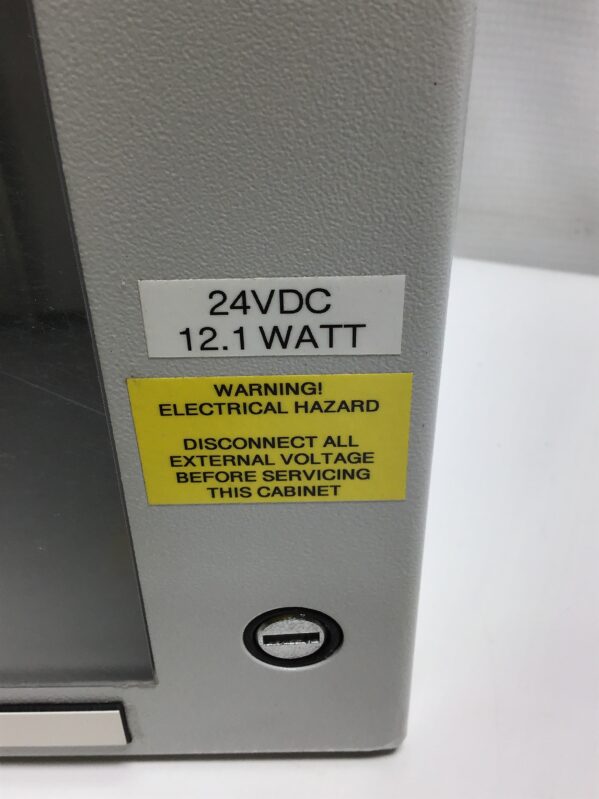 24VDC
12.1 WATT
WARNING!
ELECTRICAL HAZARD
DISCONNECT ALL
EXTERNAL VOLTAGE
BEFORE SERVICING
THIS CABINET